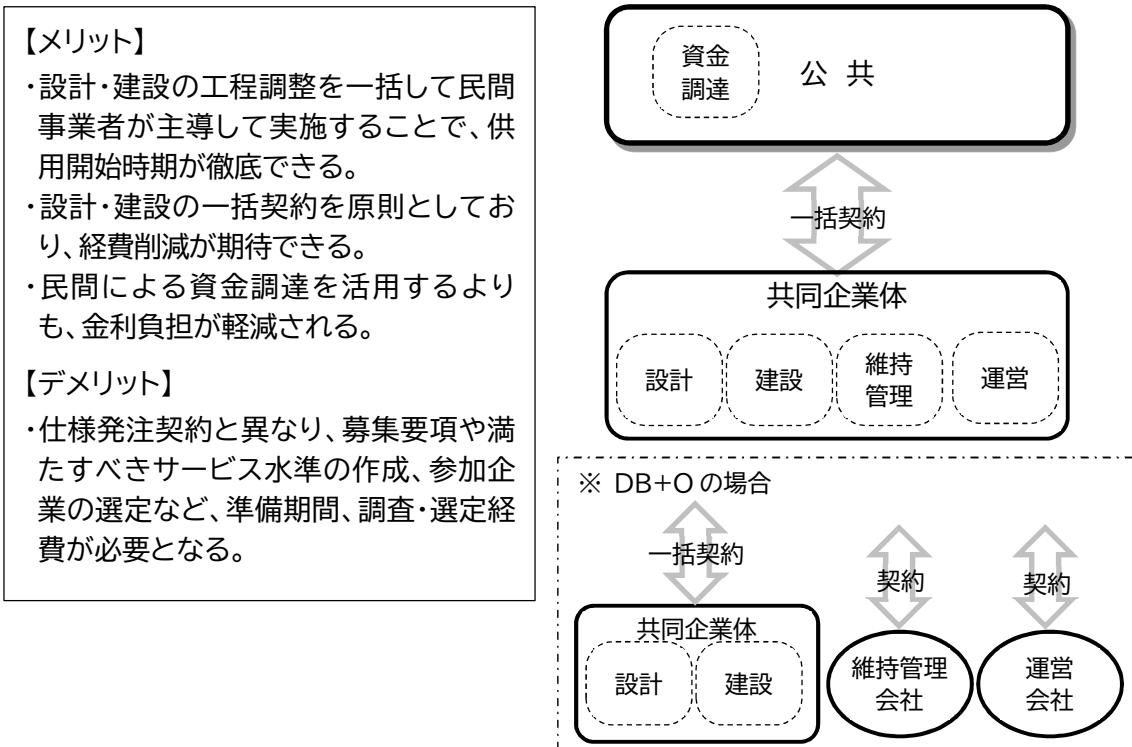 【メリット】
・設計・建設の工程調整を一括して民間
事業者が主導して実施することで、供
用開始時期が徹底できる。
・設計・建設の一括契約を原則としてお
り、経費削減が期待できる。
・民間による資金調達を活用するより
も、金利負担が軽減される。
【デメリット】
・仕様発注契約と異なり、募集要項や満
たすべきサービス水準の作成、参加企
業の選定など、準備期間、調査・選定経
費が必要となる。
資金
調達
公 共
一括契約
共同企業体
設計
建設
維持
管理
運営
※ DB+Oの場合
一括契約
契約
契約
共同企業体
設計
建設
維持管理
会社
運営
会社